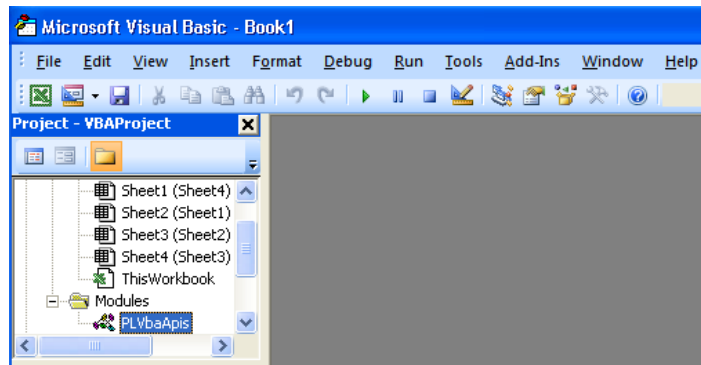 Microsoft Visual Basic - Book1
File Edit View Insert Format Debug Run Tools Add-Ins Window Help
Project - VBAProject
Sheet1 (Sheet4)
Sheet2 (Sheet1)
Sheet3 (Sheet2)
Sheet4 (Sheet3)
ThisWorkbook
Modules
PLVbaApis